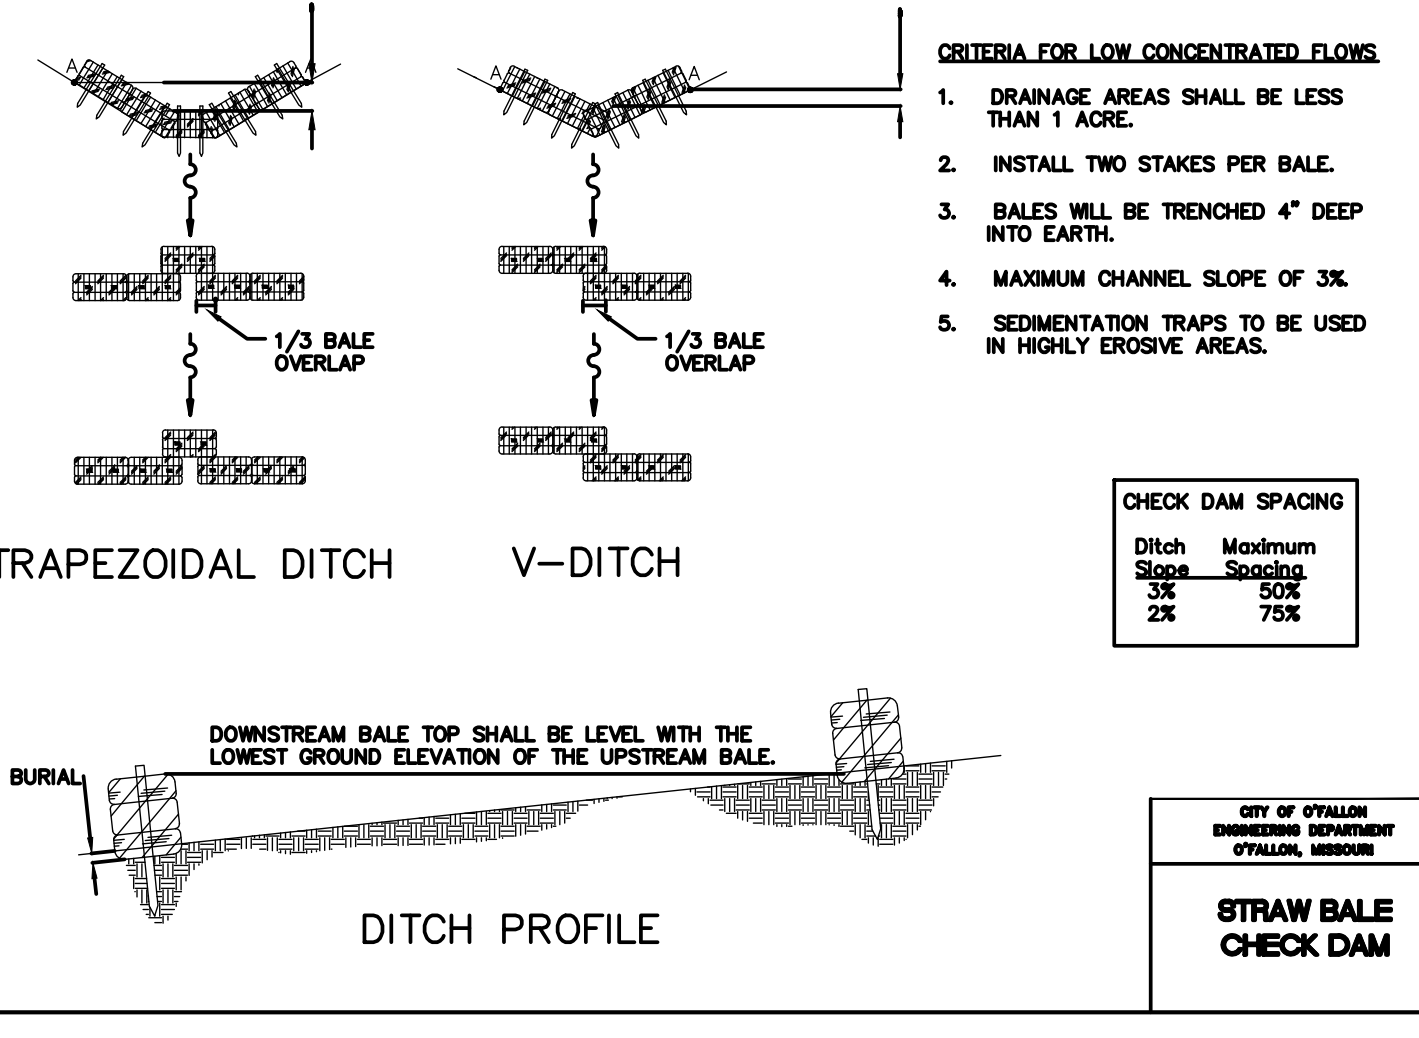 A
A
A
CRITERIA FOR LOW CONCENTRATED FLOWS
1. DRAINAGE AREAS SHALL BE LESS
THAN 1 ACRE.
2. INSTALL TWO STAKES PER BALE.
3. BALES WILL BE TRENCHED 4" DEEP
INTO EARTH.
4. MAXIMUM CHANNEL SLOPE OF 3%.
5. SEDIMENTATION TRAPS TO BE USED
IN HIGHLY EROSIVE AREAS.
1/3 BALE
OVERLAP
1/3 BALE
OVERLAP
TRAPEZOIDAL DITCH
V-DITCH
CHECK DAM SPACING
Ditch Maximum
Slope Spacing
3% 50%
2% 75%
DOWNSTREAM BALE TOP SHALL BE LEVEL WITH THE
LOWEST GROUND ELEVATION OF THE UPSTREAM BALE.
BURIAL
DITCH PROFILE
CITY OF O'FALLON
ENGINEERING DEPARTMENT
O'FALLON, MISSOURI
STRAW BALE
CHECK DAM